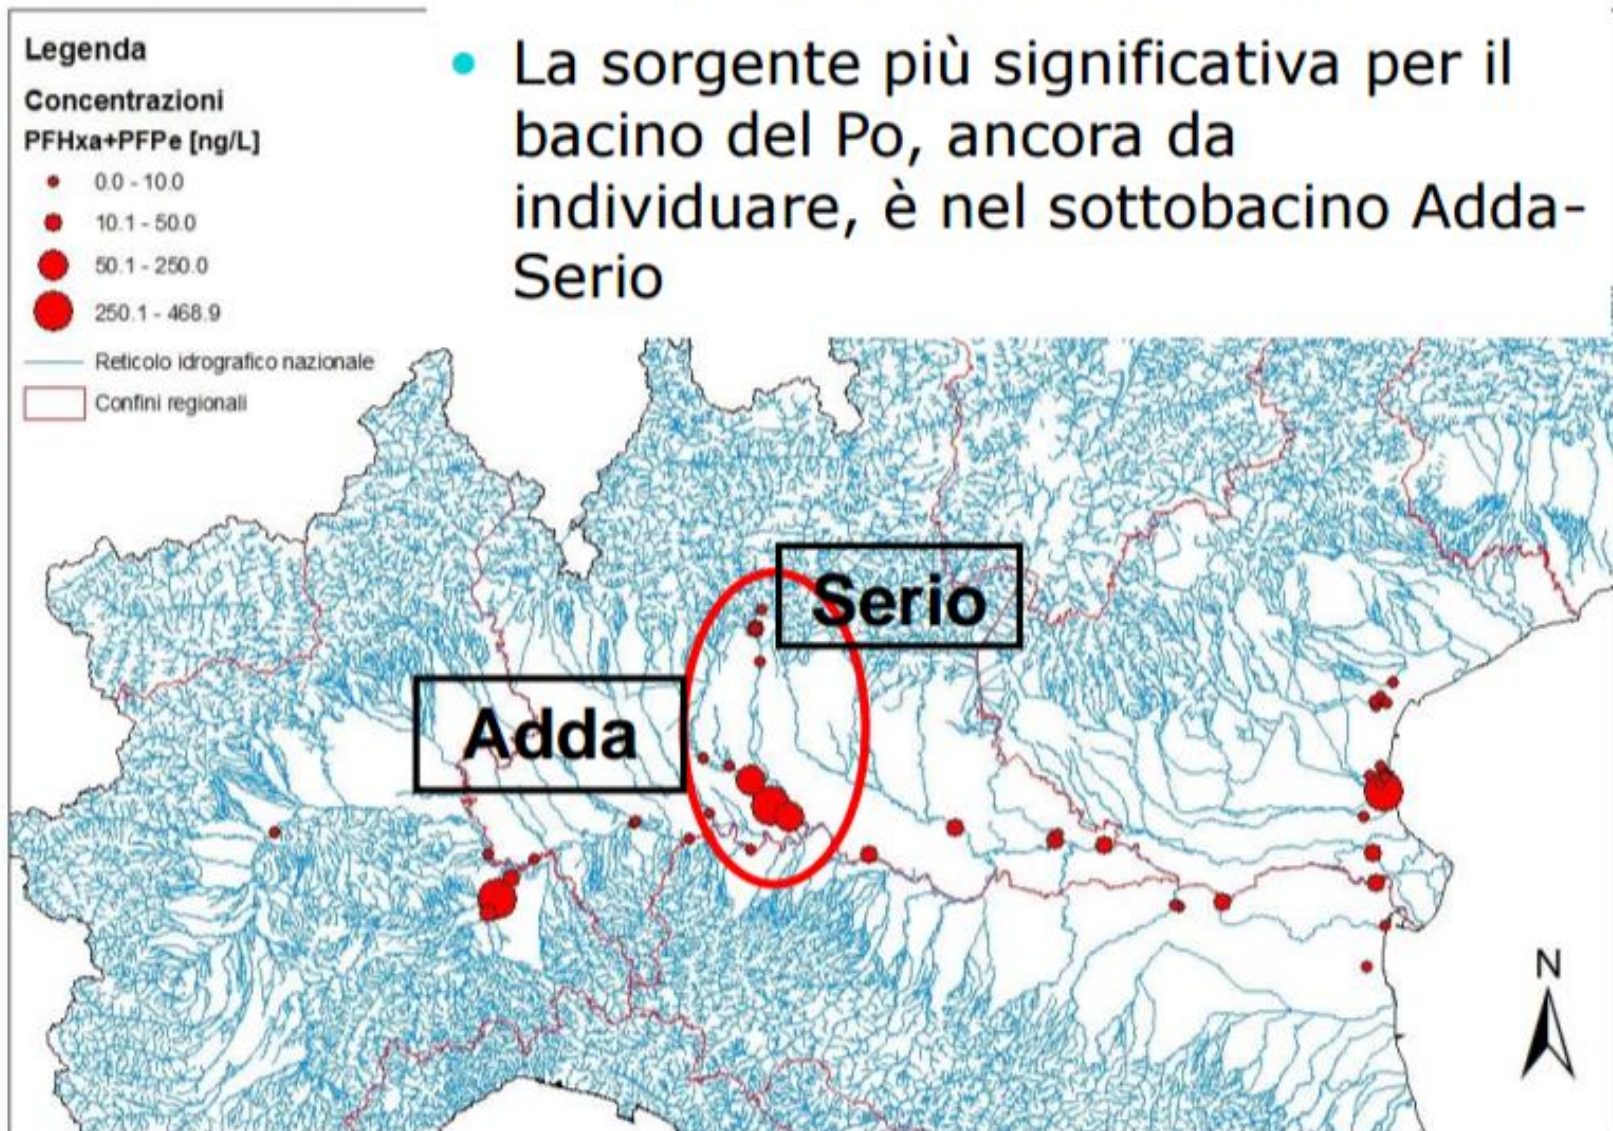 Legenda
Concentrazioni
PFHxa+PFPe [ng/L]
0.0 - 10.0
10.1 - 50.0
50.1 - 250.0
250.1 - 468.9
Reticolo idrografico nazionale
Confini regionali
• La sorgente più significativa per il
bacino del Po, ancora da
individuare, è nel sottobacino Adda-
Serio
Serio
Adda
N